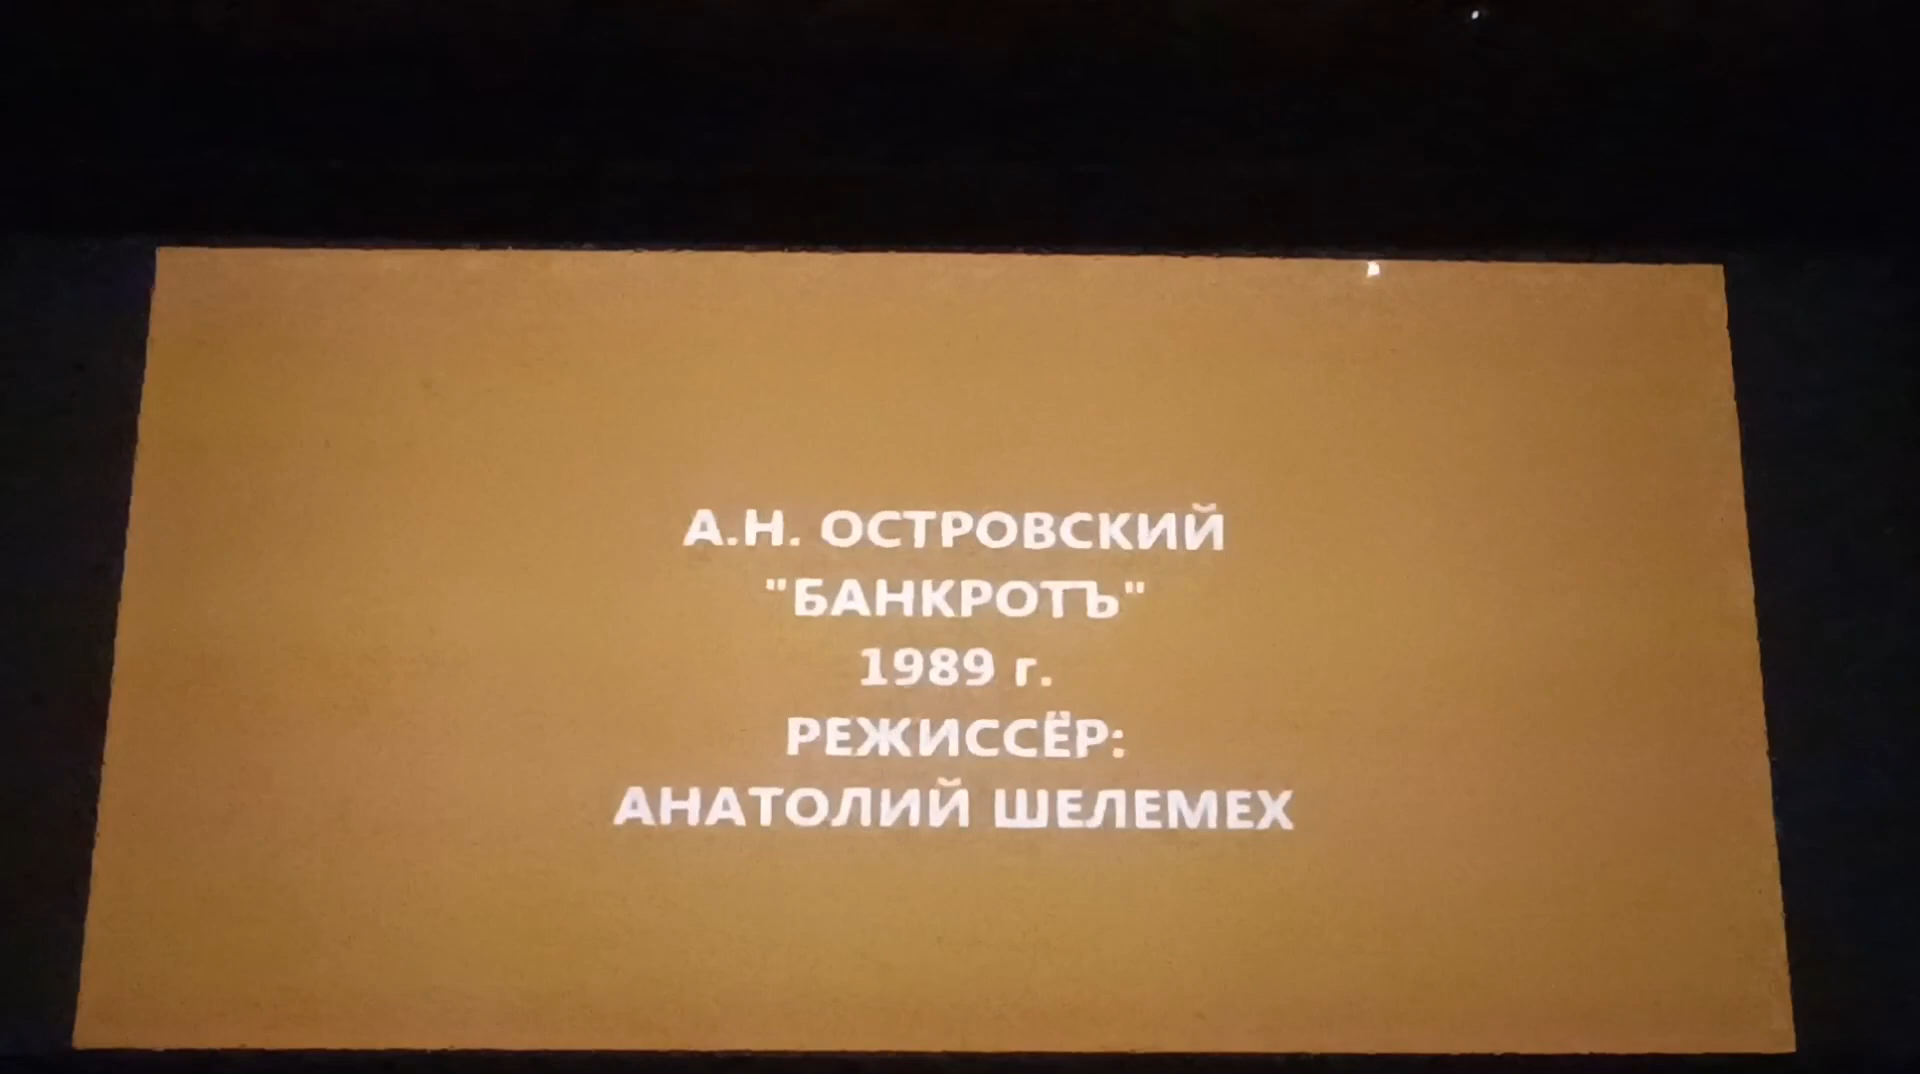 А.Н. ОСТРОВСКИЙ
"БАНКРОТЪ"
1989 г.
РЕЖИССЁР:
АНАТОЛИЙ ШЕЛЕМЕХ